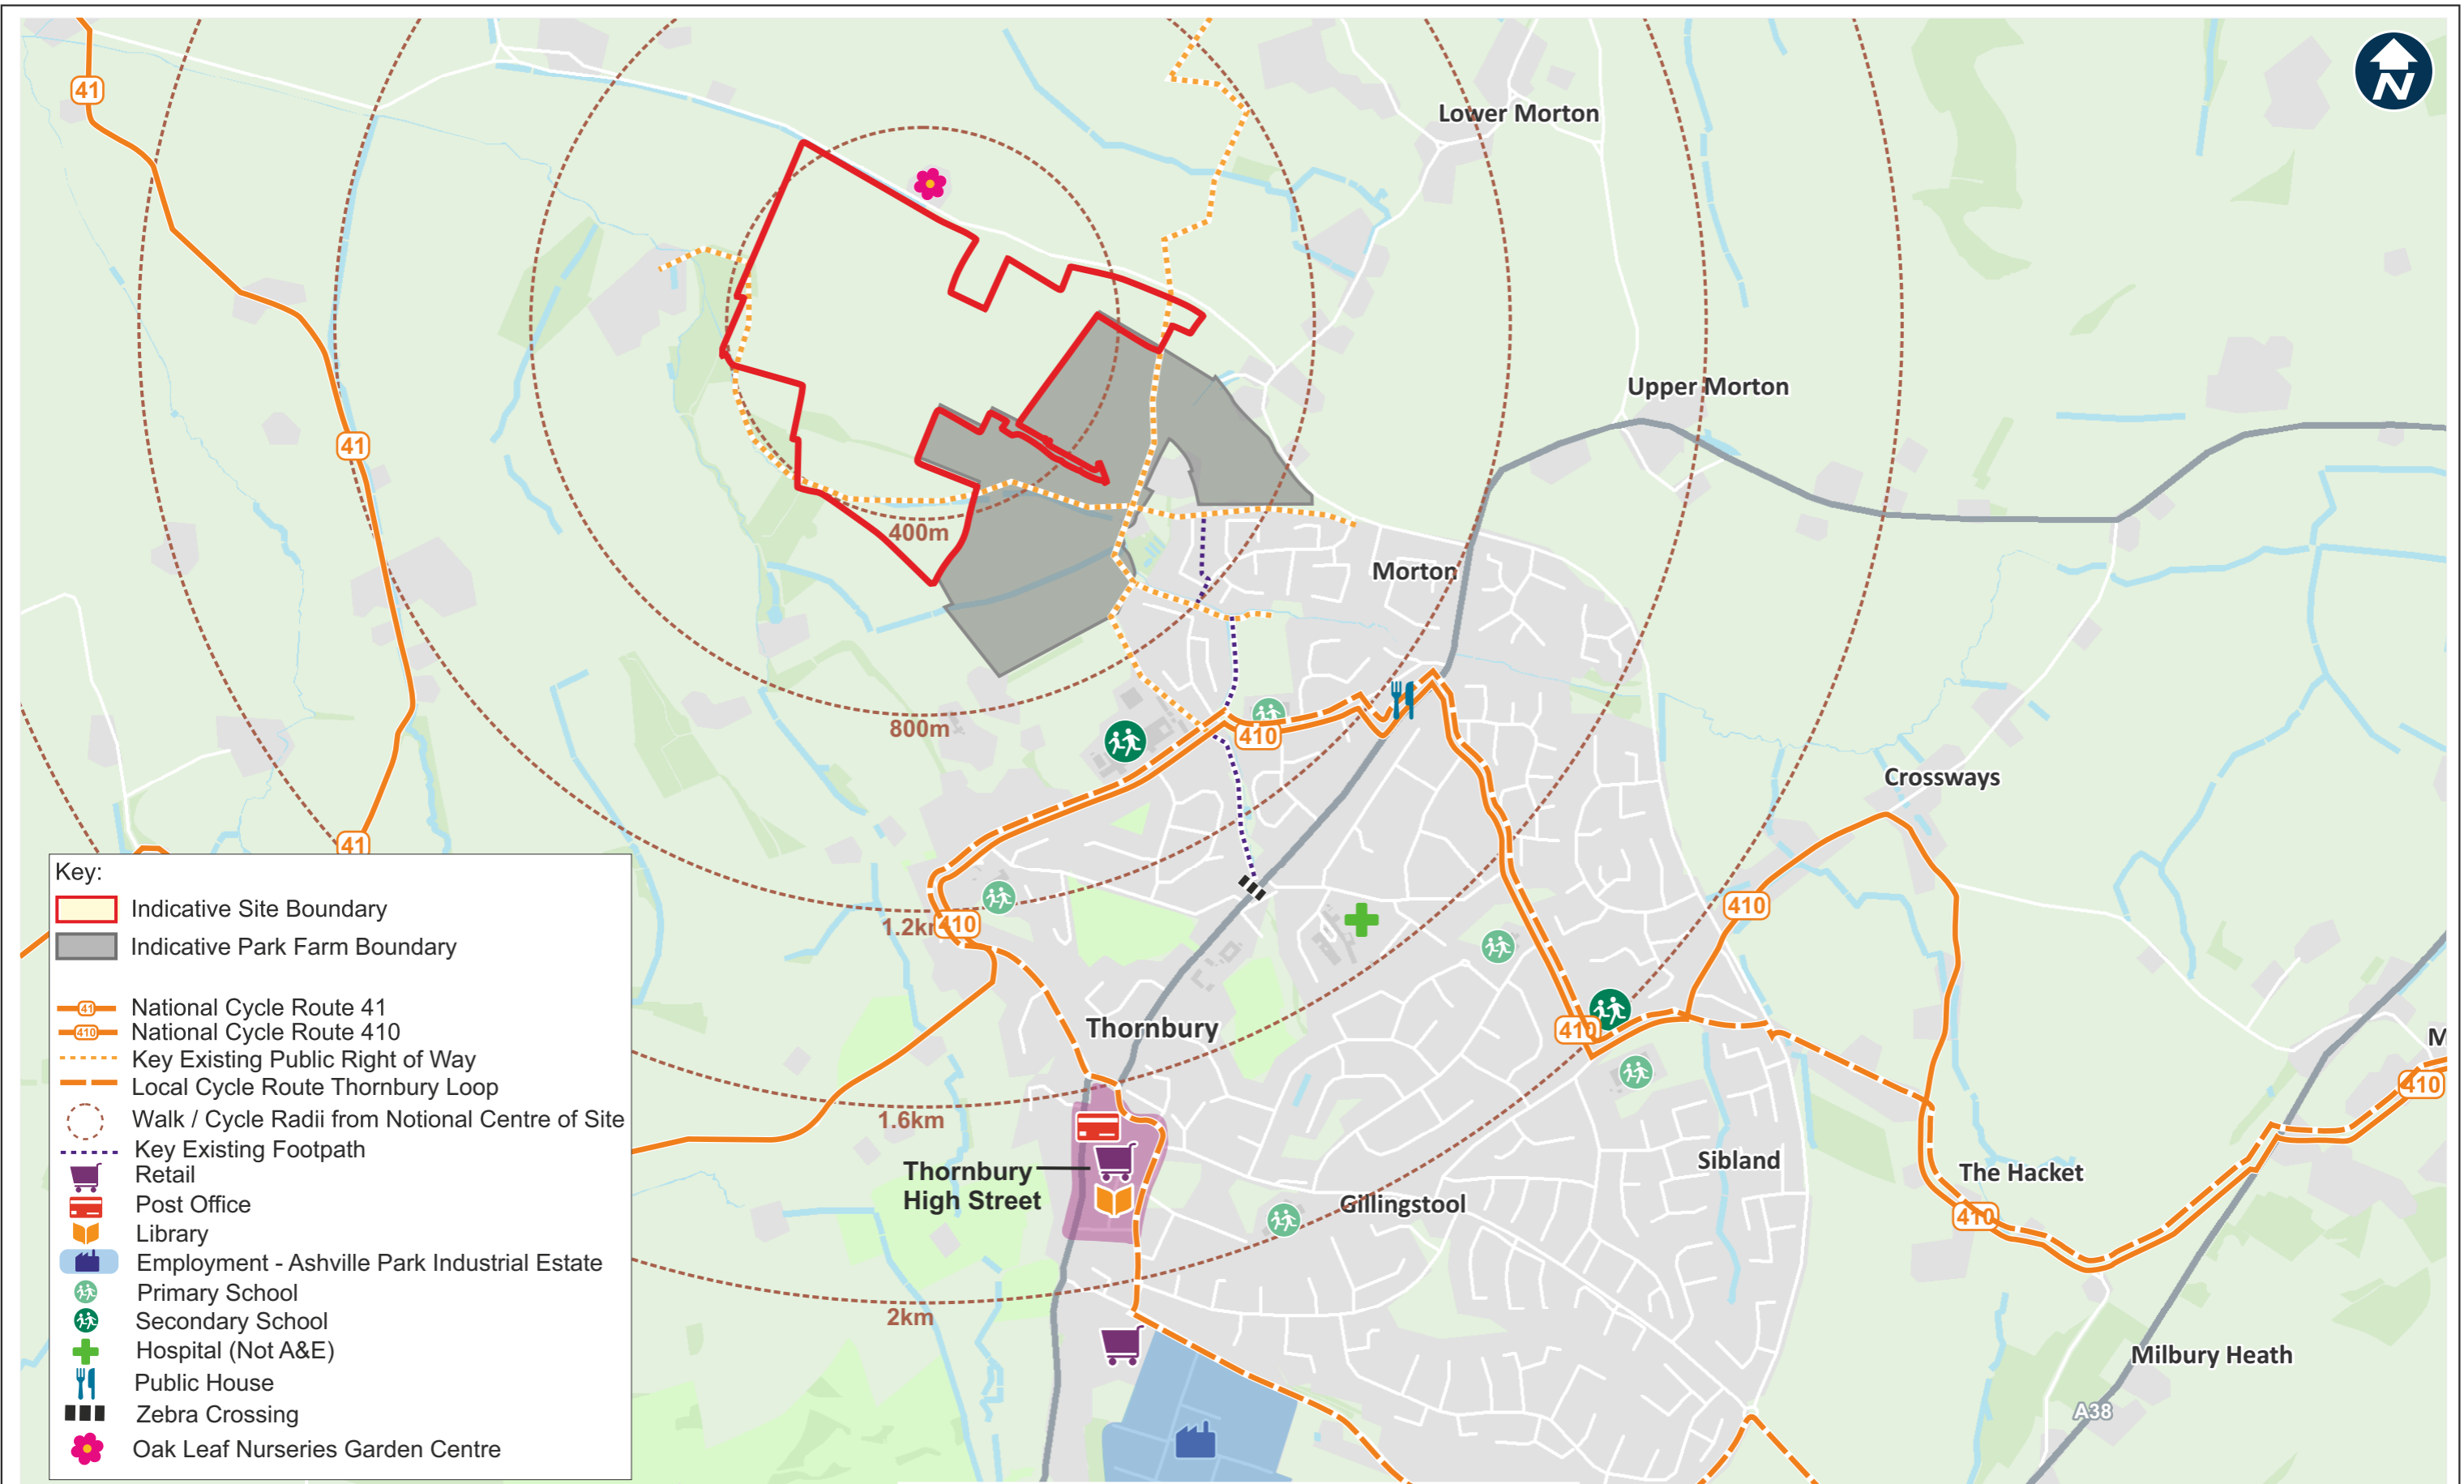 N
41
Lower Morton
Upper Morton
41
400m
Morton
800m
410
Crossways
41
410
1.2km
410
Thornbury
410
M
410
1.6km
Thornbury
High Street
Sibland
The Hacket
Gillingstool
410
2km
Milbury Heath
A38
Key:
Indicative Site Boundary
Indicative Park Farm Boundary
41 National Cycle Route 41
410 National Cycle Route 410
Key Existing Public Right of Way
Local Cycle Route Thornbury Loop
Walk / Cycle Radii from Notional Centre of Site
Key Existing Footpath
Retail
Post Office
Library
Employment - Ashville Park Industrial Estate
Primary School
Secondary School
Hospital (Not A&E)
Public House
Zebra Crossing
Oak Leaf Nurseries Garden Centre